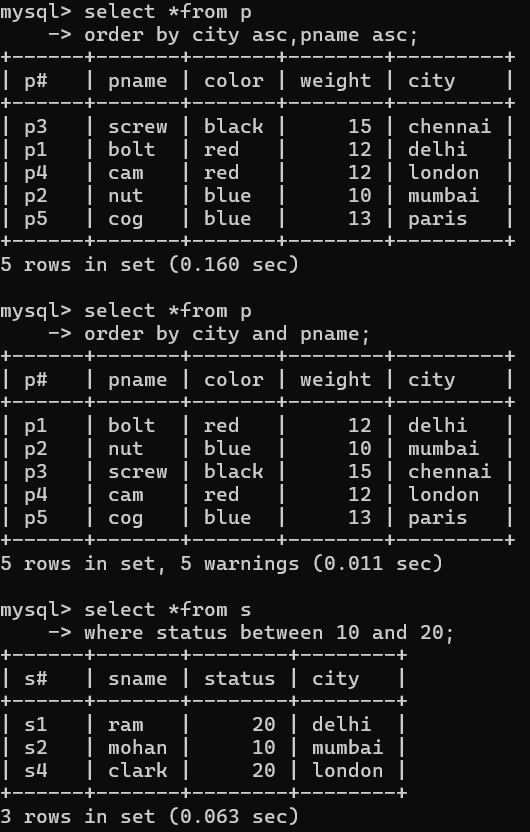 mysql> select *from p
    -> order by city asc,pname asc;
+------+-------+-------+--------+---------+
| p#   | pname | color | weight | city    |
+------+-------+-------+--------+---------+
| p3   | screw | black |     15 | chennai |
| p1   | bolt  | red   |     12 | delhi   |
| p4   | cam   | red   |     12 | london  |
| p2   | nut   | blue  |     10 | mumbai  |
| p5   | cog   | blue  |     13 | paris   |
+------+-------+-------+--------+---------+
5 rows in set (0.160 sec)

mysql> select *from p
    -> order by city and pname;
+------+-------+-------+--------+---------+
| p#   | pname | color | weight | city    |
+------+-------+-------+--------+---------+
| p1   | bolt  | red   |     12 | delhi   |
| p2   | nut   | blue  |     10 | mumbai  |
| p3   | screw | black |     15 | chennai |
| p4   | cam   | red   |     12 | london  |
| p5   | cog   | blue  |     13 | paris   |
+------+-------+-------+--------+---------+
5 rows in set, 5 warnings (0.011 sec)

mysql> select *from s
    -> where status between 10 and 20;
+------+-------+--------+--------+
| s#   | sname | status | city   |
+------+-------+--------+--------+
| s1   | ram   |     20 | delhi  |
| s2   | mohan |     10 | mumbai |
| s4   | clark |     20 | london |
+------+-------+--------+--------+
3 rows in set (0.063 sec)